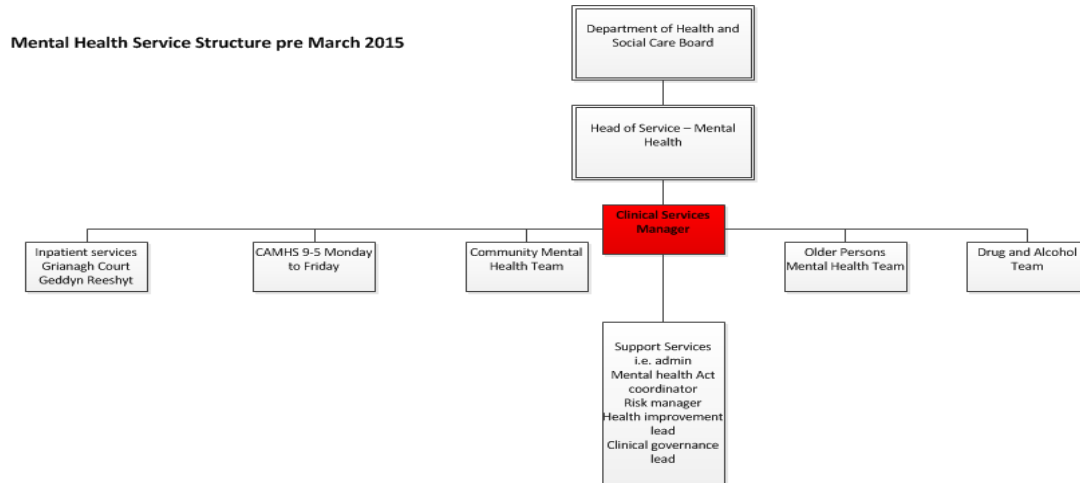 Mental Health Service Structure pre March 2015
Department of Health and
Social Care Board
Head of Service – Mental
Health
Clinical Services
Manager
Inpatient services
Grianagh Court
Geddyn Reeshyt
CAMHS 9-5 Monday
to Friday
Community Mental
Health Team
Older Persons
Mental Health Team
Drug and Alcohol
Team
Support Services
i.e. admin
Mental health Act
coordinator
Risk manager
Health improvement
lead
Clinical governance
lead